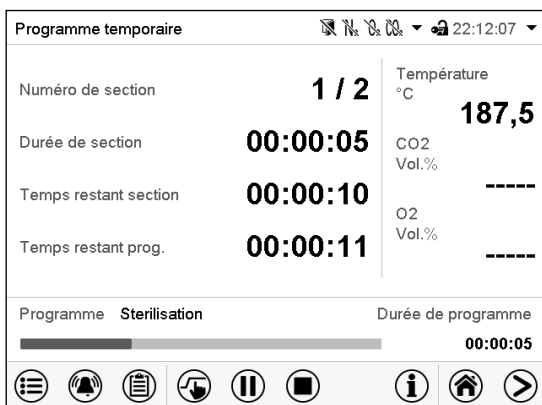 Programme temporaire
22:12:07
Numéro de section 1 / 2
Durée de section 00:00:05
Temps restant section 00:00:10
Temps restant prog. 00:00:11
Température
°C
187,5
CO2
Vol.%
-----
O2
Vol.%
-----
Programme Sterilisation
Durée de programme
00:00:05